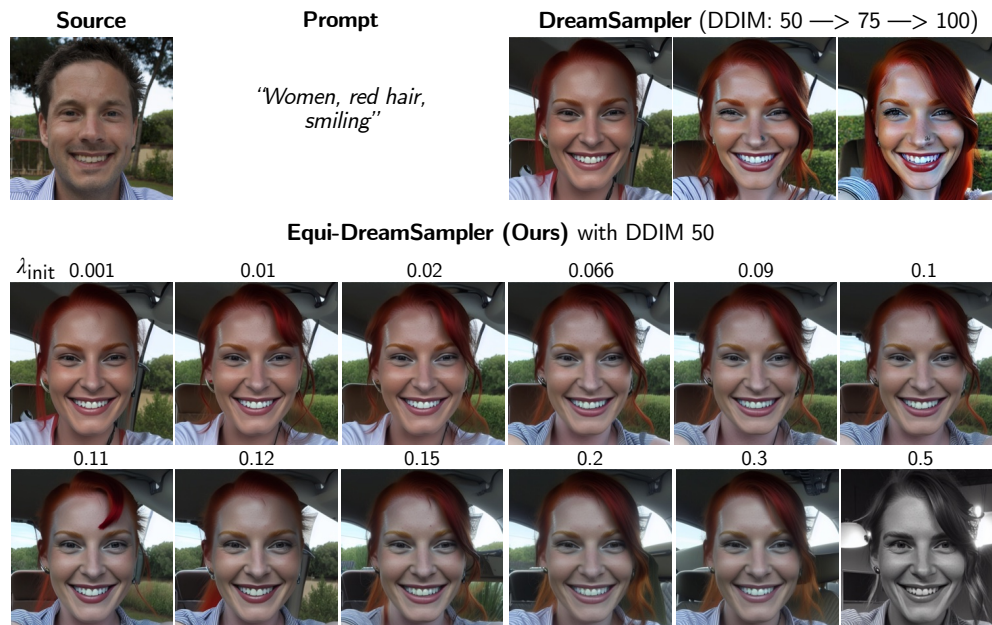 Source Prompt DreamSampler (DDIM: 50 —> 75 —> 100)
“Women, red hair,
smiling”
Equi-DreamSampler (Ours) with DDIM 50
λinit 0.001 0.01 0.02 0.066 0.09 0.1
0.11 0.12 0.15 0.2 0.3 0.5